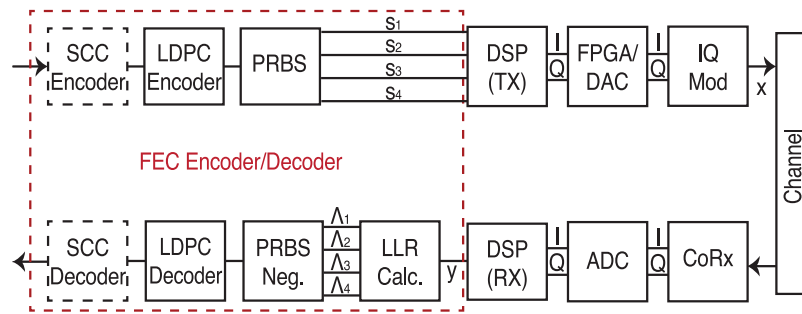 SCC Encoder
LDPC Encoder
PRBS
S1
S2
S3
S4
DSP (TX)
I
Q
FPGA/ DAC
I
Q
IQ Mod
x
Channel
FEC Encoder/Decoder
SCC Decoder
LDPC Decoder
PRBS Neg.
Λ1
Λ2
Λ3
Λ4
LLR Calc.
y
DSP (RX)
I
Q
ADC
I
Q
CoRx